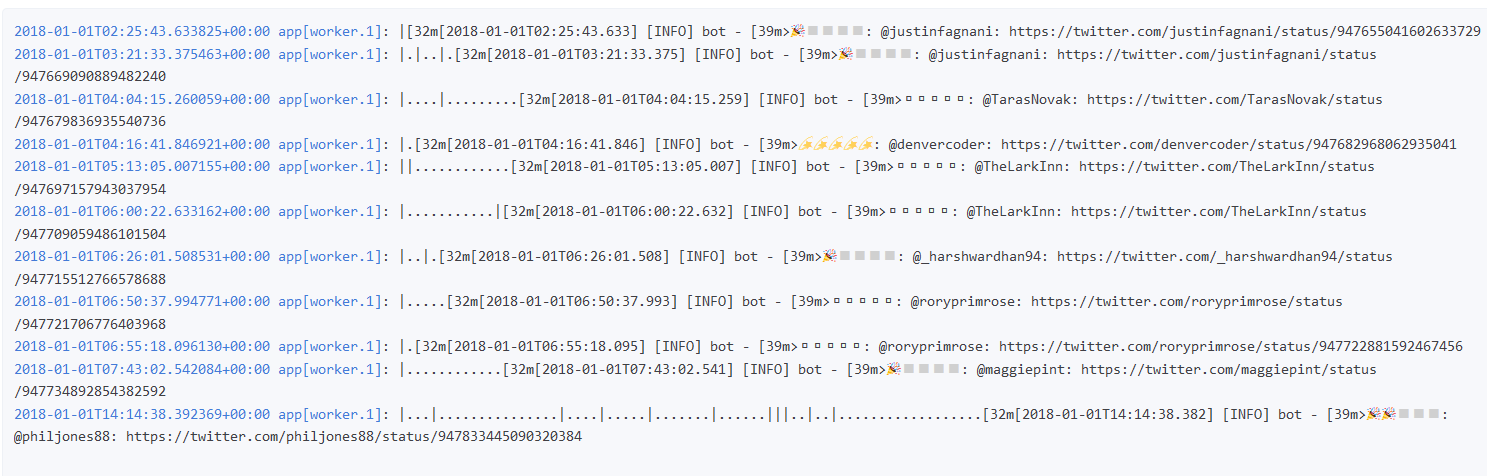 2018-01-01T02:25:43.633825+00:00 app[worker.1]: |[32m[2018-01-01T02:25:43.633] [INFO] bot - [39m>🎉◽◽◽◽: @justinfagnani: https://twitter.com/justinfagnani/status/947655041602633729
2018-01-01T03:21:33.375463+00:00 app[worker.1]: |.|..|.[32m[2018-01-01T03:21:33.375] [INFO] bot - [39m>🎉◽◽◽◽: @justinfagnani: https://twitter.com/justinfagnani/status
/947669090889482240
2018-01-01T04:04:15.260059+00:00 app[worker.1]: |....|.........[32m[2018-01-01T04:04:15.259] [INFO] bot - [39m>▫▫▫▫▫: @TarasNovak: https://twitter.com/TarasNovak/status
/947679836935540736
2018-01-01T04:16:41.846921+00:00 app[worker.1]: |.[32m[2018-01-01T04:16:41.846] [INFO] bot - [39m>🌟🌟🌟🌟🌟: @denvercoder: https://twitter.com/denvercoder/status/947682968062935041
2018-01-01T05:13:05.007155+00:00 app[worker.1]: ||............[32m[2018-01-01T05:13:05.007] [INFO] bot - [39m>▫▫▫▫▫: @TheLarkInn: https://twitter.com/TheLarkInn/status
/947697157943037954
2018-01-01T06:00:22.633162+00:00 app[worker.1]: |...........|[32m[2018-01-01T06:00:22.632] [INFO] bot - [39m>▫▫▫▫▫: @TheLarkInn: https://twitter.com/TheLarkInn/status
/947709059486101504
2018-01-01T06:26:01.508531+00:00 app[worker.1]: |..|.[32m[2018-01-01T06:26:01.508] [INFO] bot - [39m>🎉◽◽◽◽: @_harshwardhan94: https://twitter.com/_harshwardhan94/status
/947715512766578688
2018-01-01T06:50:37.994771+00:00 app[worker.1]: |.....[32m[2018-01-01T06:50:37.993] [INFO] bot - [39m>▫▫▫▫▫: @roryprimrose: https://twitter.com/roryprimrose/status
/947721706776403968
2018-01-01T06:55:18.096130+00:00 app[worker.1]: |.[32m[2018-01-01T06:55:18.095] [INFO] bot - [39m>▫▫▫▫▫: @roryprimrose: https://twitter.com/roryprimrose/status/947722881592467456
2018-01-01T07:43:02.542084+00:00 app[worker.1]: |............[32m[2018-01-01T07:43:02.541] [INFO] bot - [39m>🎉◽◽◽◽: @maggiepint: https://twitter.com/maggiepint/status
/947734892854382592
2018-01-01T14:14:38.392369+00:00 app[worker.1]: |...|...............|....|.....|.......|......|||..|..|.................[32m[2018-01-01T14:14:38.382] [INFO] bot - [39m>🎉🎉◽◽◽:
@philjones88: https://twitter.com/philjones88/status/947833445090320384